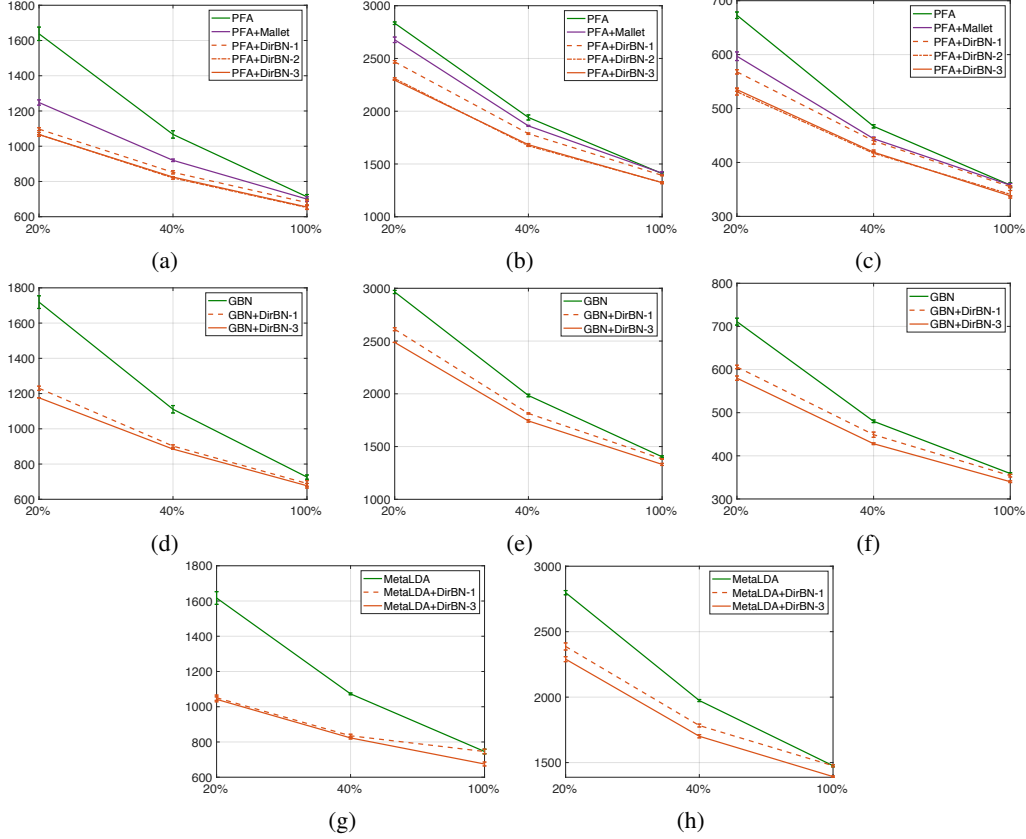 1800
1600
1400
1200
1000
800
600
20%
40%
100%
PFA
PFA+Mallet
PFA+DirBN-1
PFA+DirBN-2
PFA+DirBN-3
(a)
3000
2500
2000
1500
1000
20%
40%
100%
PFA
PFA+Mallet
PFA+DirBN-1
PFA+DirBN-2
PFA+DirBN-3
(b)
700
600
500
400
300
20%
40%
100%
PFA
PFA+Mallet
PFA+DirBN-1
PFA+DirBN-2
PFA+DirBN-3
(c)
1800
1600
1400
1200
1000
800
600
20%
40%
100%
GBN
GBN+DirBN-1
GBN+DirBN-3
(d)
3000
2500
2000
1500
1000
20%
40%
100%
GBN
GBN+DirBN-1
GBN+DirBN-3
(e)
800
700
600
500
400
300
20%
40%
100%
GBN
GBN+DirBN-1
GBN+DirBN-3
(f)
1800
1600
1400
1200
1000
800
600
20%
40%
100%
MetaLDA
MetaLDA+DirBN-1
MetaLDA+DirBN-3
(g)
3000
2500
2000
1500
20%
40%
100%
MetaLDA
MetaLDA+DirBN-1
MetaLDA+DirBN-3
(h)